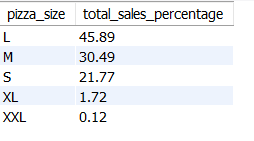 pizza_size total_sales_percentage
L 45.89
M 30.49
S 21.77
XL 1.72
XXL 0.12